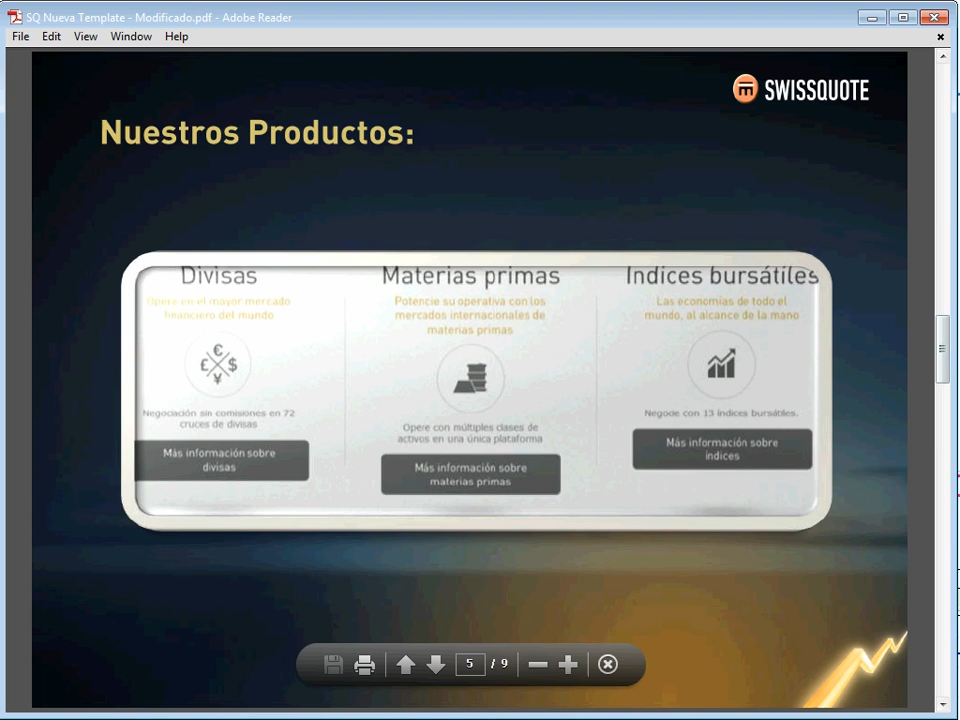 SQ Nueva Template - Modificado.pdf - Adobe Reader
File Edit View Window Help
SWISSQUOTE
Nuestros Productos:
Divisas
Opere en el mayor mercado
financiero del mundo
€
£ $
¥
Negociación sin comisiones en 72
cruces de divisas
Más información sobre
divisas
Materias primas
Potencie su operativa con los
mercados internacionales de
materias primas
Opere con múltiples clases de
activos en una única plataforma
Más información sobre
materias primas
Indices bursátiles
Las economías de todo el
mundo, al alcance de la mano
Negocie con 13 índices bursátiles.
Más información sobre
índices
5 / 9